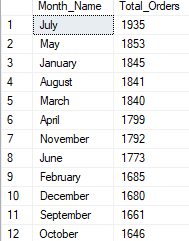 Month_Name Total_Orders
1 July 1935
2 May 1853
3 January 1845
4 August 1841
5 March 1840
6 April 1799
7 November 1792
8 June 1773
9 February 1685
10 December 1680
11 September 1661
12 October 1646